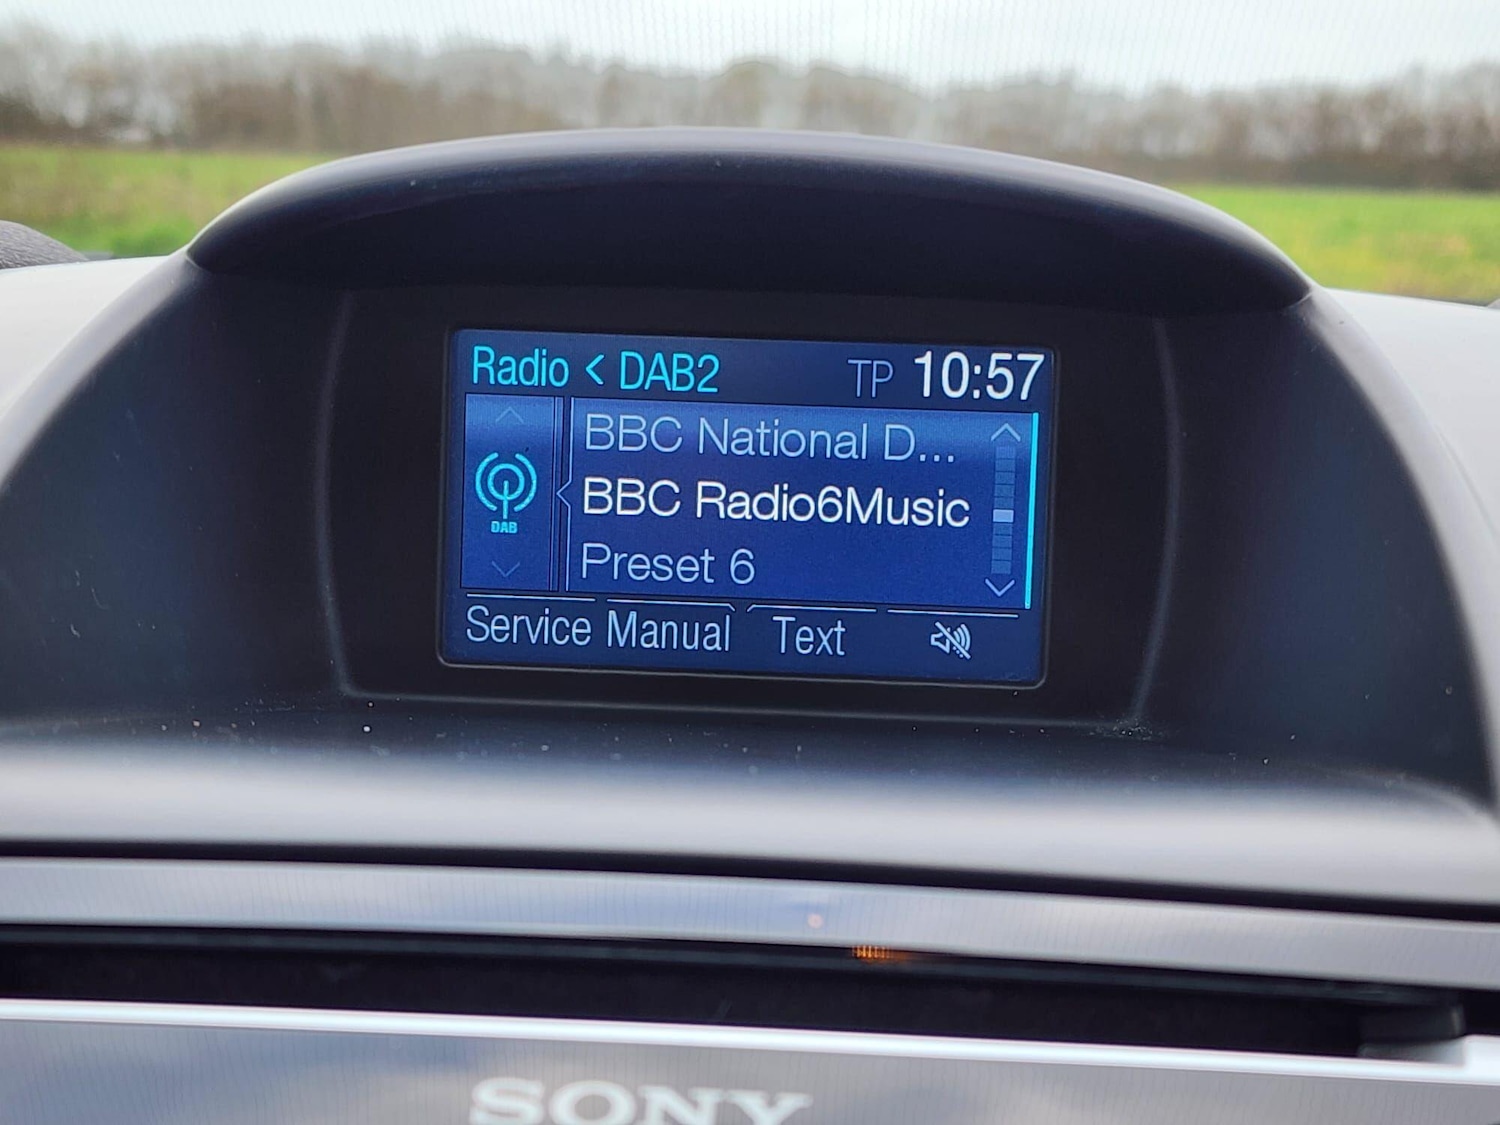 Radio < DAB2 TP 10:57
BBC National D...
DAB
BBC Radio6Music
Preset 6
Service Manual Text
SONY